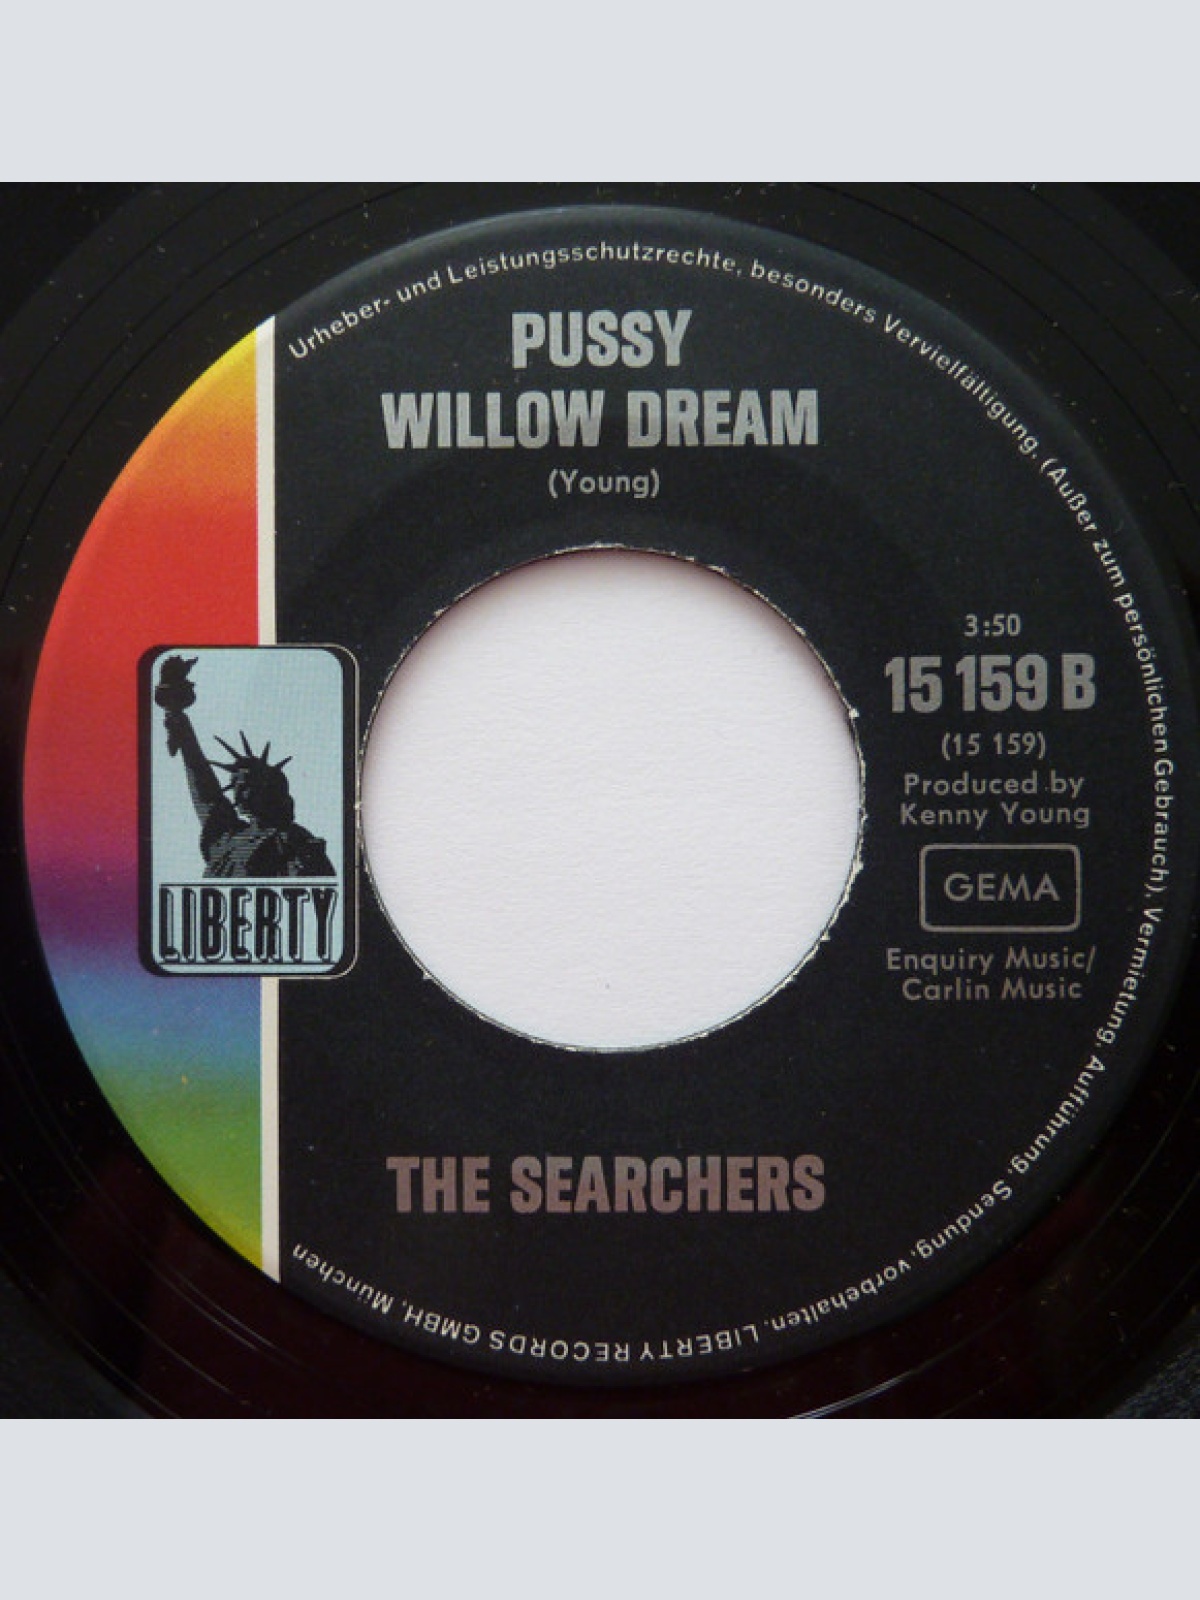 Urheber- und Leistungsschutzrechte, besonders Vervielfältigung, (Außer zum persönlichen Gebrauch), Vermietung, Aufführung, Sendung, vorbehalten. LIBERTY RECORDS GMBH, München
PUSSY
WILLOW DREAM
(Young)
3:50
15 159 B
(15 159)
Produced by
Kenny Young
GEMA
Enquiry Music/
Carlin Music
LIBERTY
THE SEARCHERS